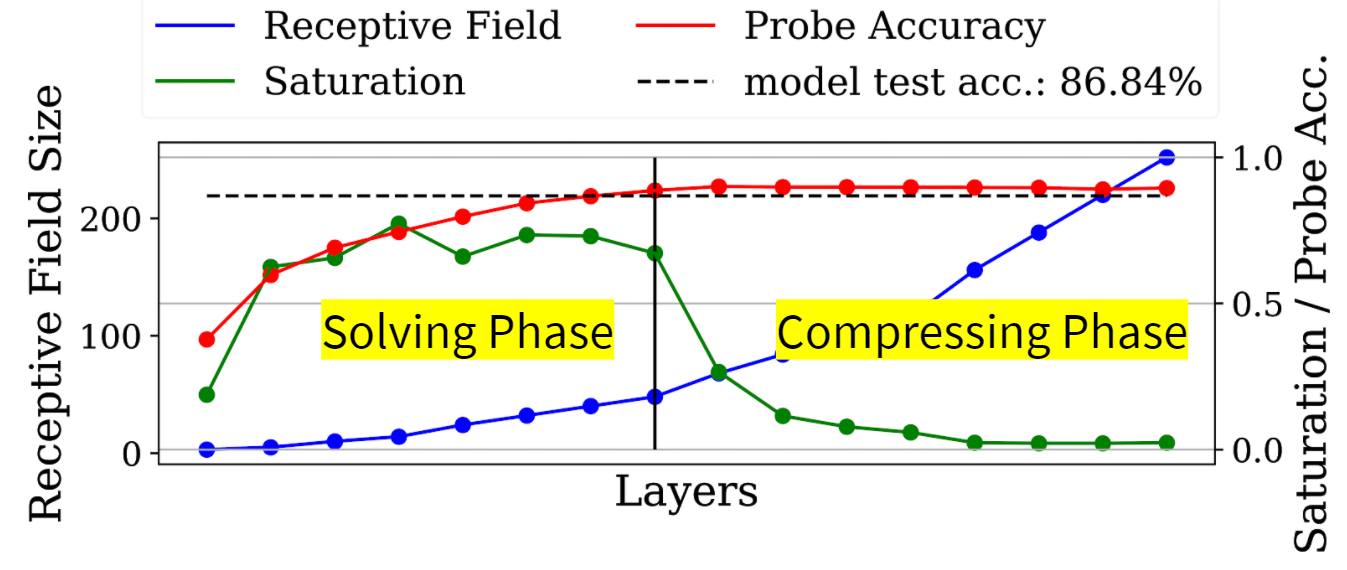 Receptive Field
Probe Accuracy
Saturation
model test acc.: 86.84%
Receptive Field Size
200
100
0
Solving Phase
Compressing Phase
1.0
0.5
0.0
Saturation / Probe Acc.
Layers